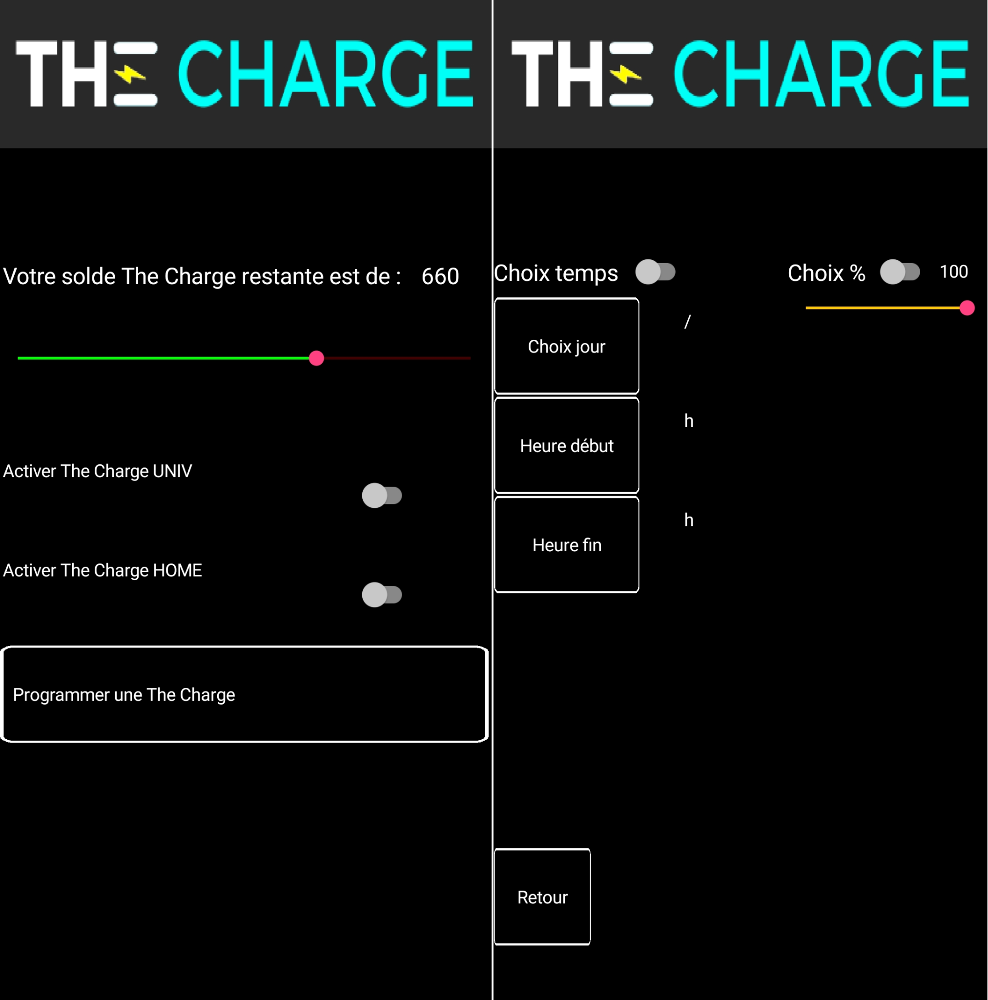 THE CHARGE
Votre solde The Charge restante est de : 660
Activer The Charge UNIV
Activer The Charge HOME
Programmer une The Charge
THE CHARGE
Choix temps
Choix % 100
Choix jour
/
Heure début
h
Heure fin
h
Retour